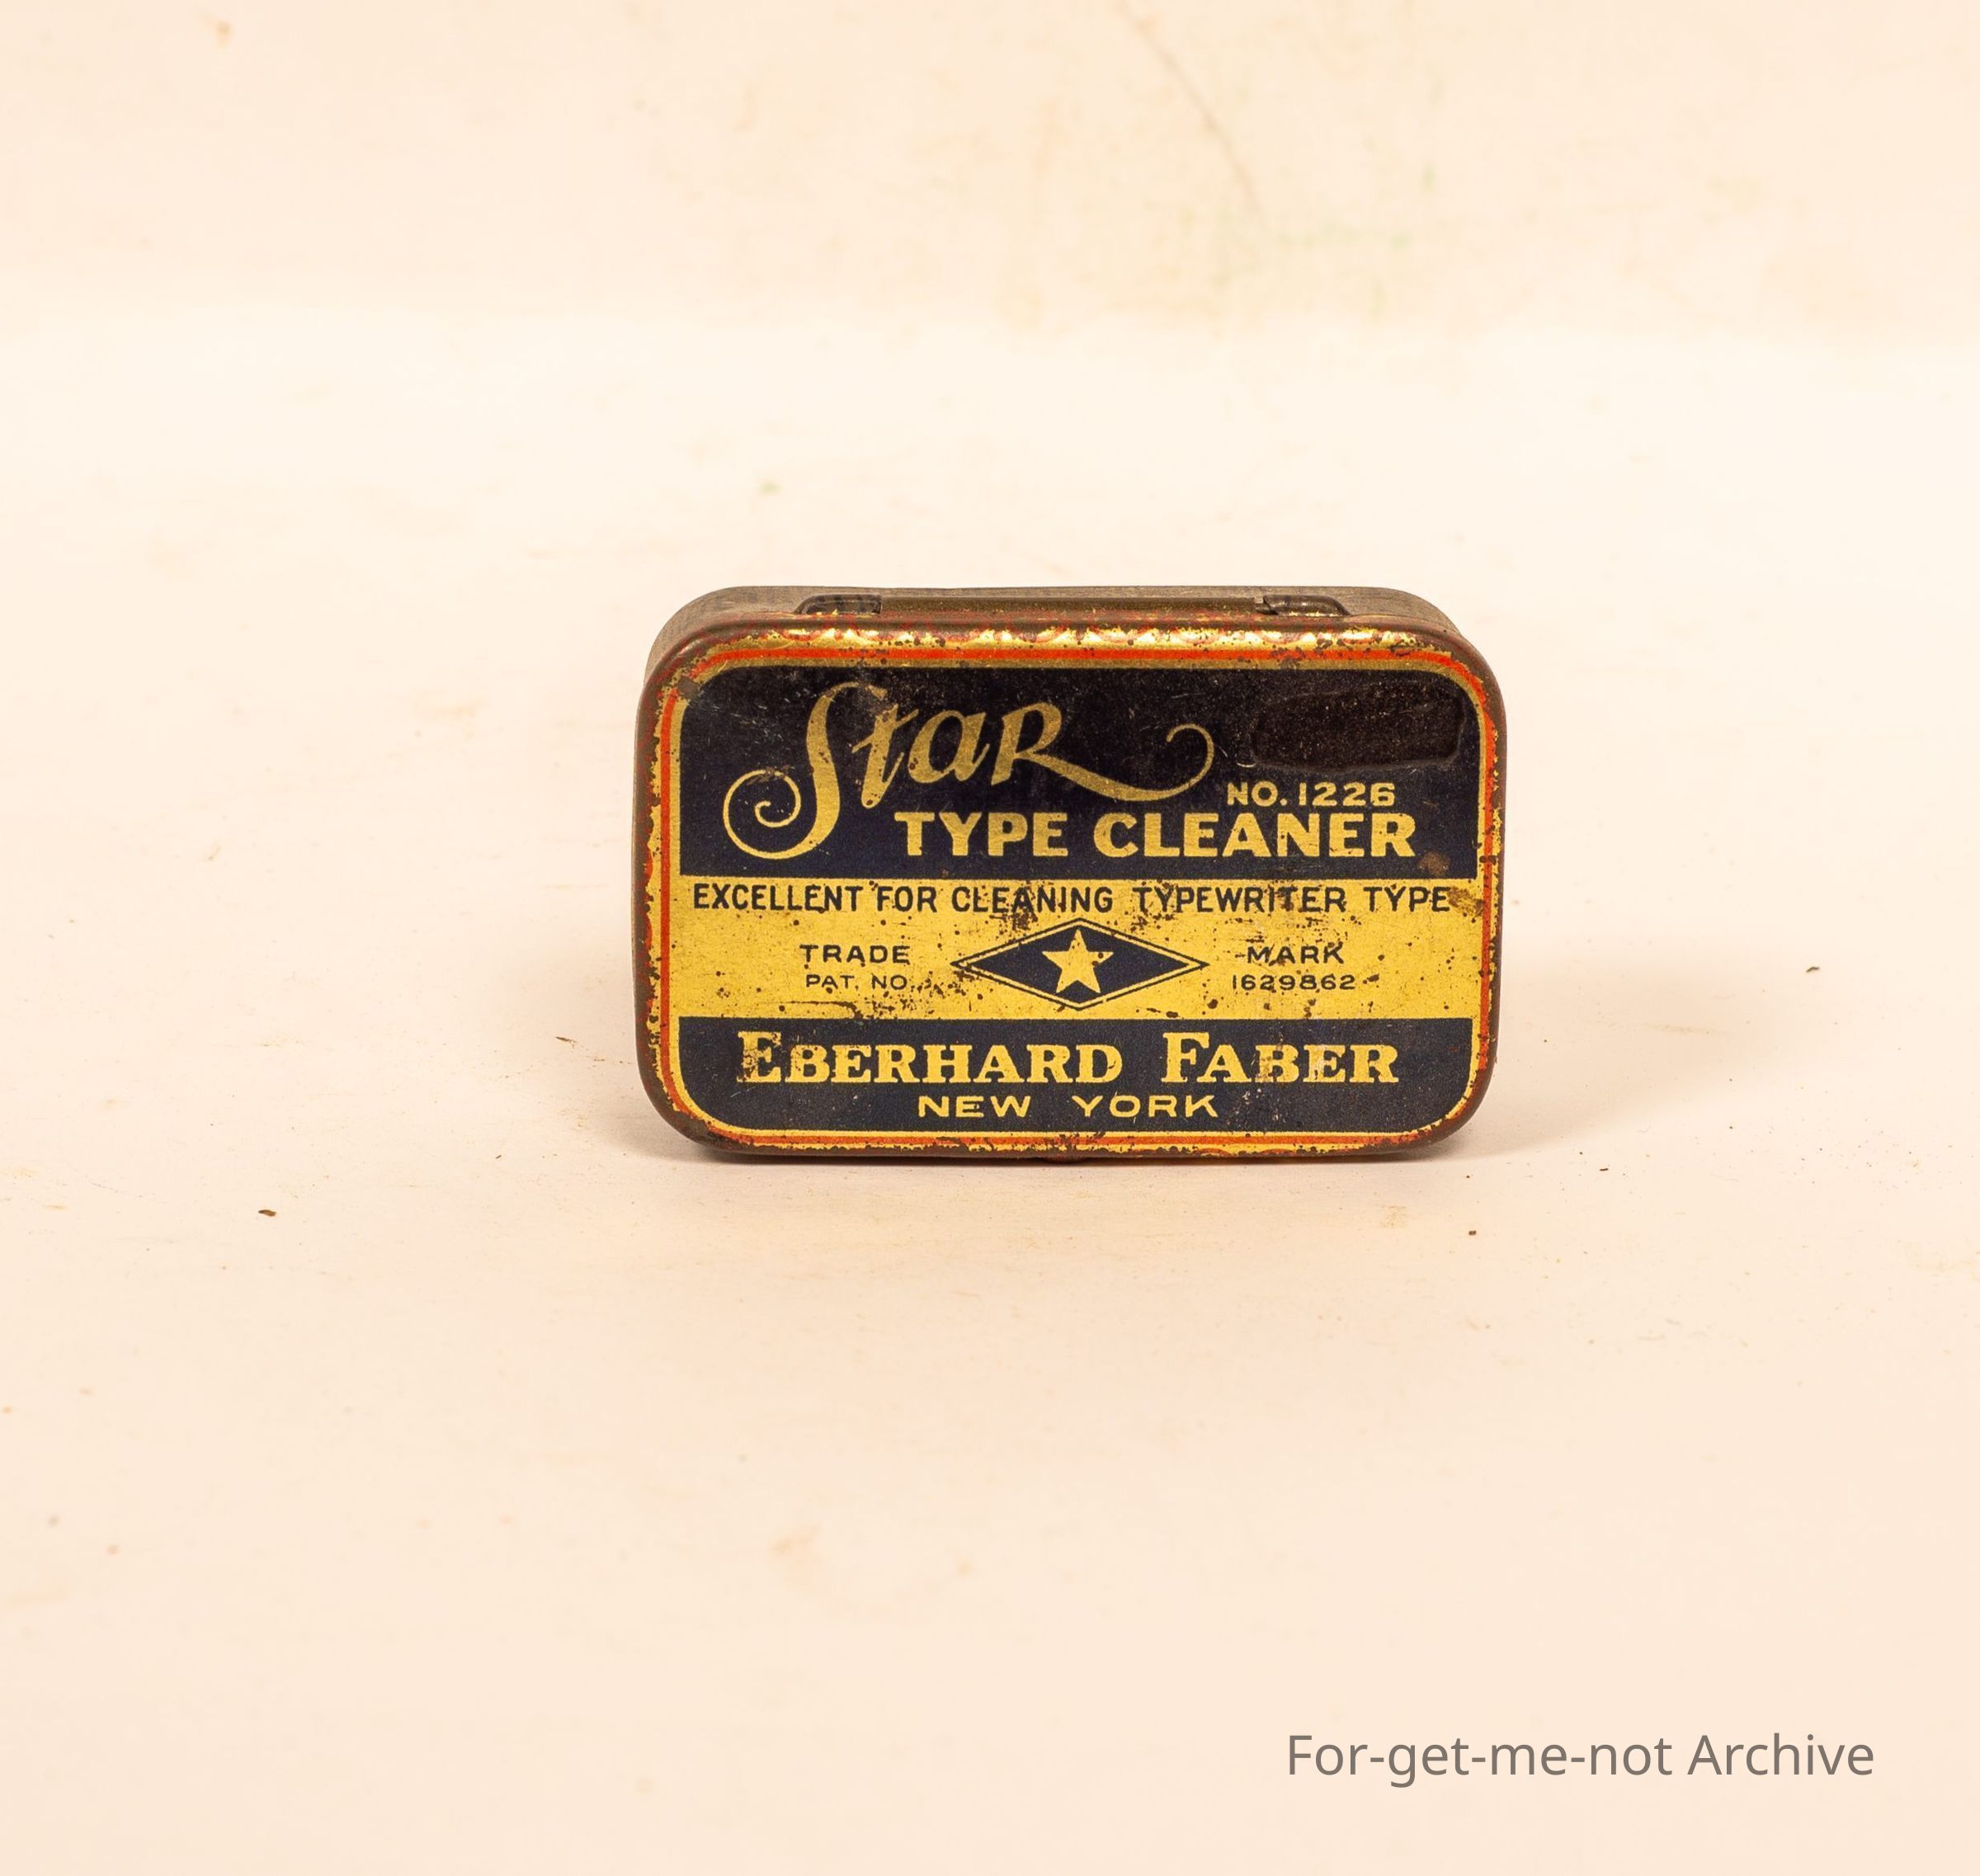 Star
NO. 1226
TYPE CLEANER
EXCELLENT FOR CLEANING TYPEWRITER TYPE
TRADE MARK
PAT. NO. 1629862
EBERHARD FABER
NEW YORK
For-get-me-not Archive